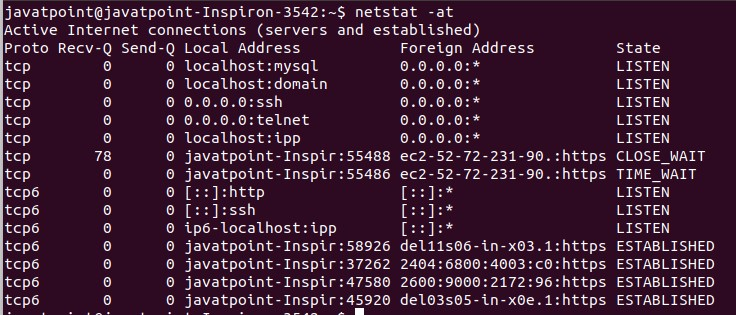 javatpoint@javatpoint-Inspiron-3542:~$ netstat -at
Active Internet connections (servers and established)
Proto Recv-Q Send-Q Local Address           Foreign Address         State
tcp        0      0 localhost:mysql         0.0.0.0:*               LISTEN
tcp        0      0 localhost:domain        0.0.0.0:*               LISTEN
tcp        0      0 0.0.0.0:ssh             0.0.0.0:*               LISTEN
tcp        0      0 0.0.0.0:telnet          0.0.0.0:*               LISTEN
tcp        0      0 localhost:ipp           0.0.0.0:*               LISTEN
tcp       78      0 javatpoint-Inspir:55488 ec2-52-72-231-90.:https CLOSE_WAIT
tcp        0      0 javatpoint-Inspir:55486 ec2-52-72-231-90.:https TIME_WAIT
tcp6       0      0 [::]:http               [::]:*                  LISTEN
tcp6       0      0 [::]:ssh                [::]:*                  LISTEN
tcp6       0      0 ip6-localhost:ipp       [::]:*                  LISTEN
tcp6       0      0 javatpoint-Inspir:58926 del11s06-in-x03.1:https ESTABLISHED
tcp6       0      0 javatpoint-Inspir:37262 2404:6800:4003:c0:https ESTABLISHED
tcp6       0      0 javatpoint-Inspir:47580 2600:9000:2172:96:https ESTABLISHED
tcp6       0      0 javatpoint-Inspir:45920 del03s05-in-x0e.1:https ESTABLISHED
javatpoint@javatpoint-Inspiron-3542:~$